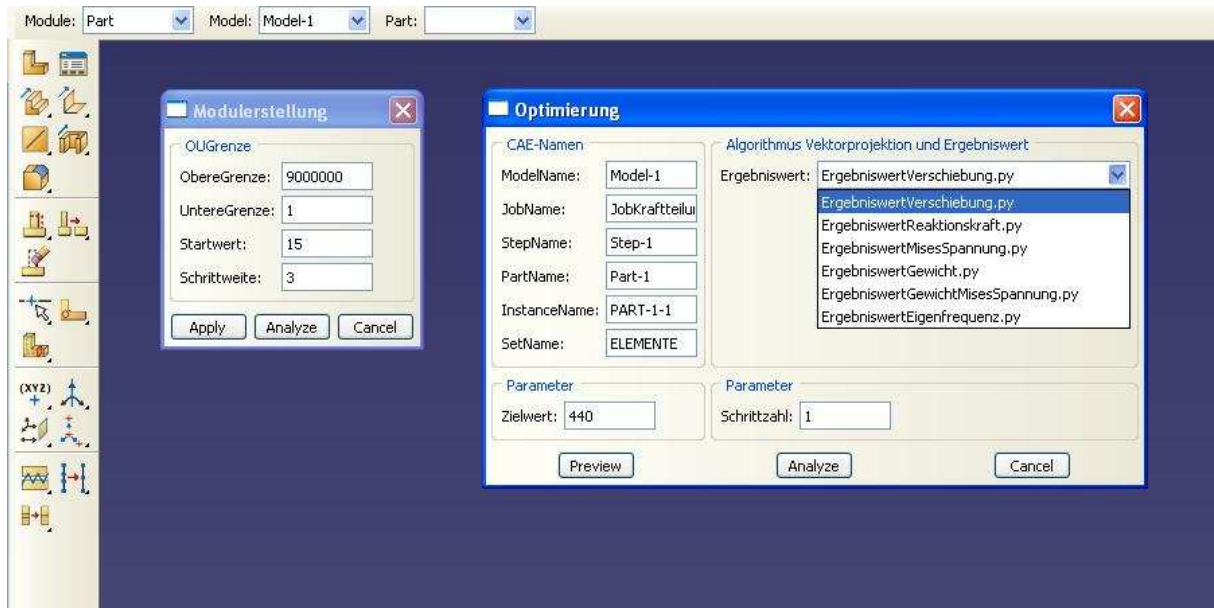 Module: Part Model: Model-1 Part:
Modulerstellung
OUGrenze
ObereGrenze: 9000000
UntereGrenze: 1
Startwert: 15
Schrittweite: 3
Apply Analyze Cancel
Optimierung
CAE-Namen
ModelName: Model-1
JobName: JobKraftteilu
StepName: Step-1
PartName: Part-1
InstanceName: PART-1-1
SetName: ELEMENTE
Algorithmus Vektorprojektion und Ergebniswert
Ergebniswert: ErgebniswertVerschiebung.py
ErgebniswertVerschiebung.py
ErgebniswertReaktionskraft.py
ErgebniswertMisesSpannung.py
ErgebniswertGewicht.py
ErgebniswertGewichtMisesSpannung.py
ErgebniswertEigenfrequenz.py
Parameter
Zielwert: 440
Parameter
Schrittzahl: 1
Preview Analyze Cancel
(XYZ)